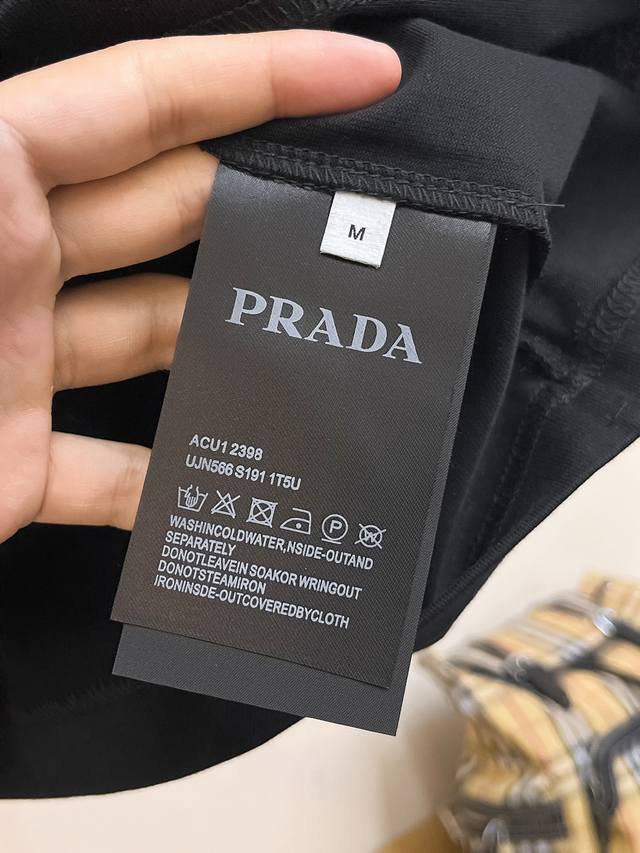 M
PRADA
ACU1 2398
UJN566 S191 1T5U
P
W
WASHINCOLDWATER,NSIDE-OUTAND
SEPARATELY
DONOTLEAVEIN SOAKOR WRINGOUT
DONOTSTEAMIRON
IRONINSDE-OUTCOVEREDBYCLOTH